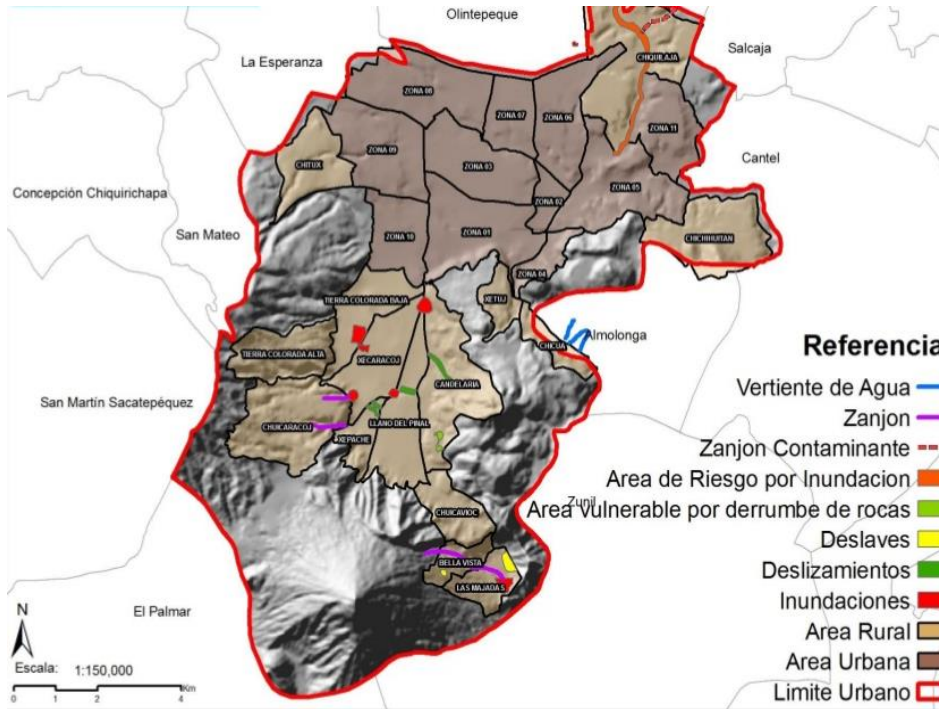 Olintepeque
La Esperanza
Salcaja
CHIQUILAJA
ZONA 08
ZONA 07
ZONA 06
ZONA 11
Cantel
CHITUX
ZONA 09
ZONA 03
Concepción Chiquirichapa
ZONA 05
ZONA 02
San Mateo
ZONA 10
ZONA 01
CHICHIHUITAN
ZONA 04
TIERRA COLORADA BAJA
XETUJ
Almolonga
CHICUA
TIERRA COLORADA ALTA
XECARACOJ
CANDELARIA
San Martín Sacatepéquez
CHUICARACOJ
LLANO DEL PINAL
XEPACHE
Zunil
CHUICAVIOC
BELLA VISTA
LAS MAJADAS
El Palmar
N
Escala: 1:150,000
0 2 4 Km
Referencia
Vertiente de Agua
Zanjon
Zanjon Contaminante
Area de Riesgo por Inundacion
Area vulnerable por derrumbe de rocas
Deslaves
Deslizamientos
Inundaciones
Area Rural
Area Urbana
Limite Urbano